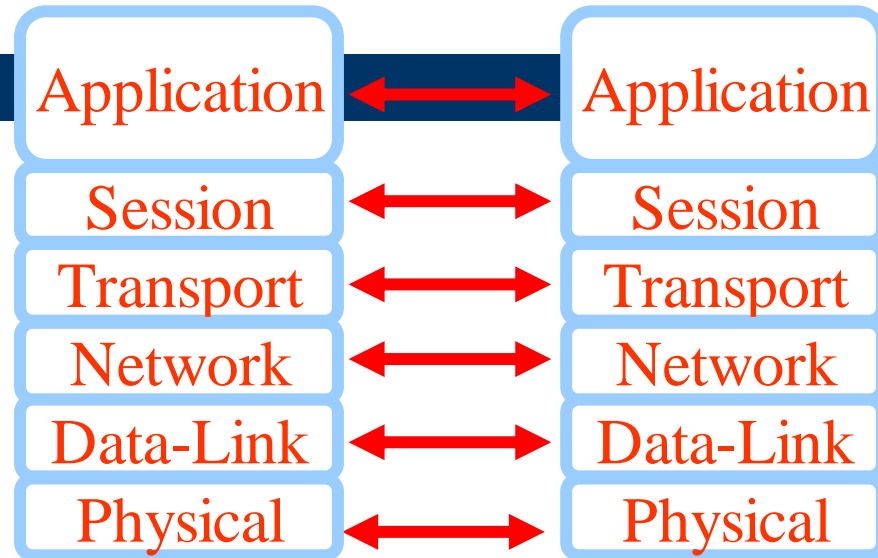 Application Application
Session Session
Transport Transport
Network Network
Data-Link Data-Link
Physical Physical